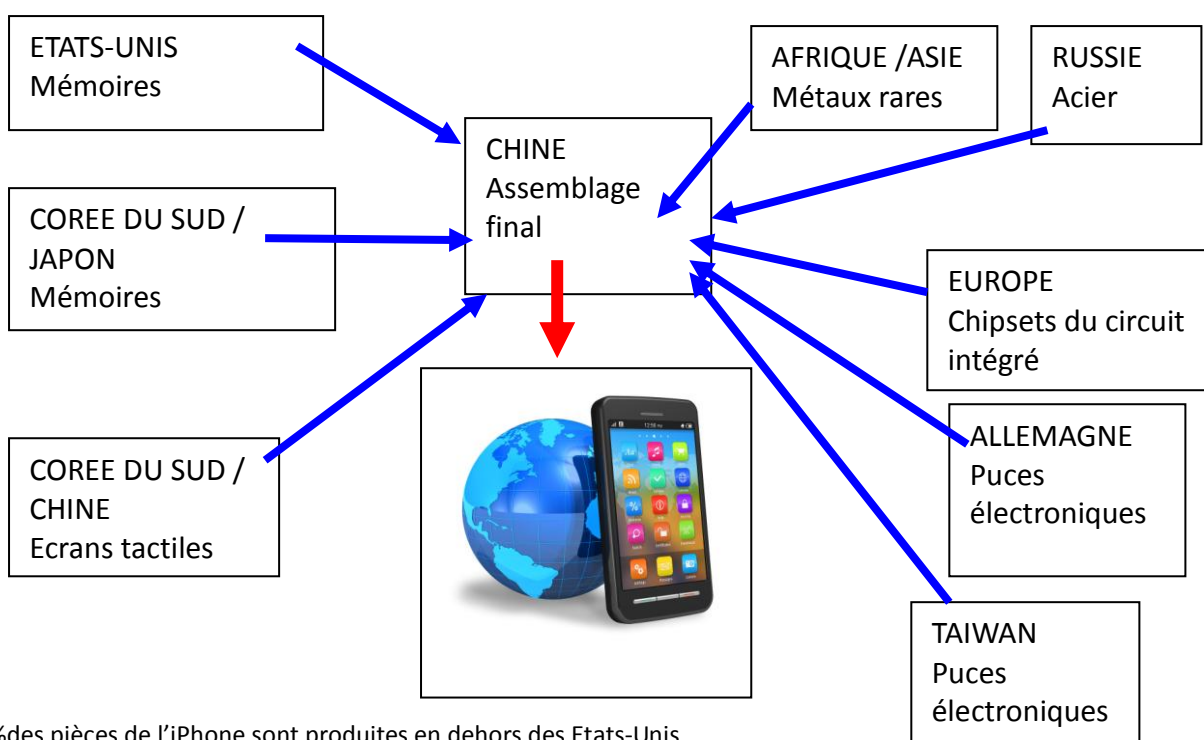 ETATS-UNIS
Mémoires
AFRIQUE /ASIE
Métaux rares
RUSSIE
Acier
CHINE
Assemblage
final
COREE DU SUD /
JAPON
Mémoires
EUROPE
Chipsets du circuit
intégré
COREE DU SUD /
CHINE
Ecrans tactiles
ALLEMAGNE
Puces
électroniques
TAIWAN
Puces
électroniques
%des pièces de l'iPhone sont produites en dehors des Etats-Unis